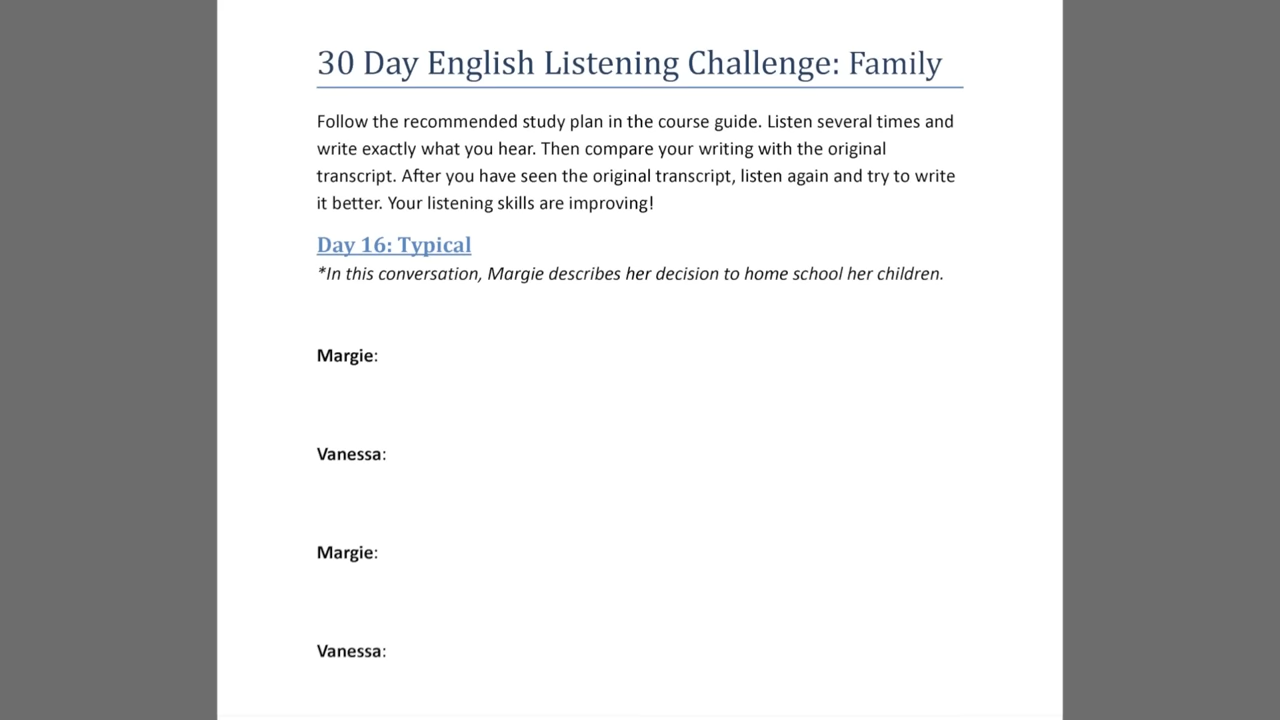 30 Day English Listening Challenge: Family
Follow the recommended study plan in the course guide. Listen several times and
write exactly what you hear. Then compare your writing with the original
transcript. After you have seen the original transcript, listen again and try to write
it better. Your listening skills are improving!
Day 16: Typical
*In this conversation, Margie describes her decision to home school her children.
Margie:
Vanessa:
Margie:
Vanessa: